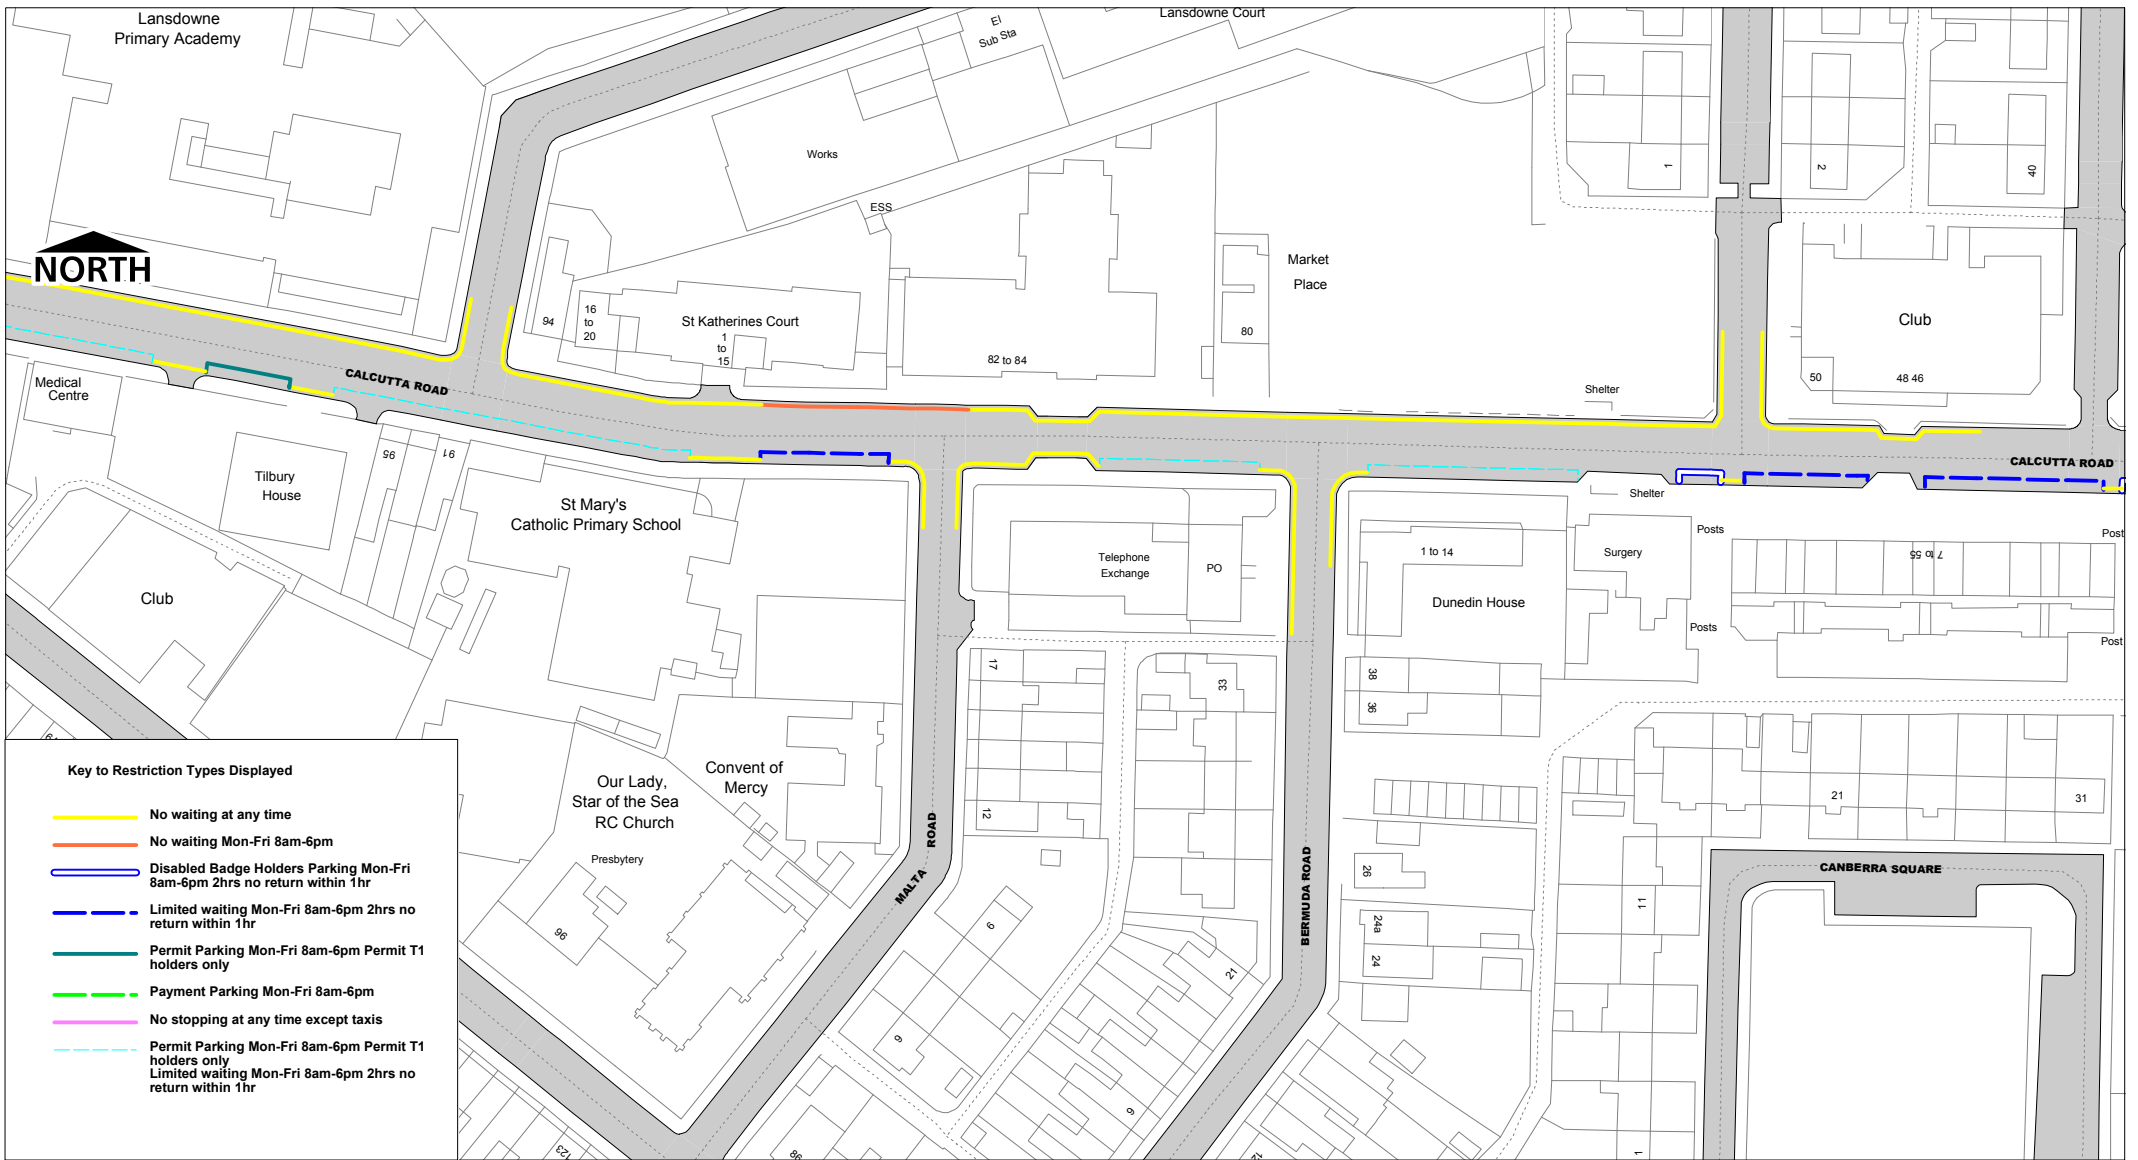 Lansdowne
Primary Academy
El
Sub Sta
Lansdowne Court
Works
ESS
1
2
40
NORTH
Market
Place
94
16
to
20
St Katherines Court
1
to
15
82 to 84
80
Club
50
48 46
Shelter
CALCUTTA ROAD
Medical
Centre
Tilbury
House
95
91
St Mary's
Catholic Primary School
CALCUTTA ROAD
Shelter
Posts
Post
Telephone
Exchange
PO
1 to 14
Surgery
7 to 55
Dunedin House
Posts
Post
Club
17
33
38
36
Key to Restriction Types Displayed
No waiting at any time
No waiting Mon-Fri 8am-6pm
Disabled Badge Holders Parking Mon-Fri
8am-6pm 2hrs no return within 1hr
Limited waiting Mon-Fri 8am-6pm 2hrs no
return within 1hr
Permit Parking Mon-Fri 8am-6pm Permit T1
holders only
Payment Parking Mon-Fri 8am-6pm
No stopping at any time except taxis
Permit Parking Mon-Fri 8am-6pm Permit T1
holders only
Limited waiting Mon-Fri 8am-6pm 2hrs no
return within 1hr
Our Lady,
Star of the Sea
RC Church
Convent of
Mercy
Presbytery
96
MALTA ROAD
12
6
21
BERMUDA ROAD
26
24a
24
21
31
11
CANBERRA SQUARE
1
123
98